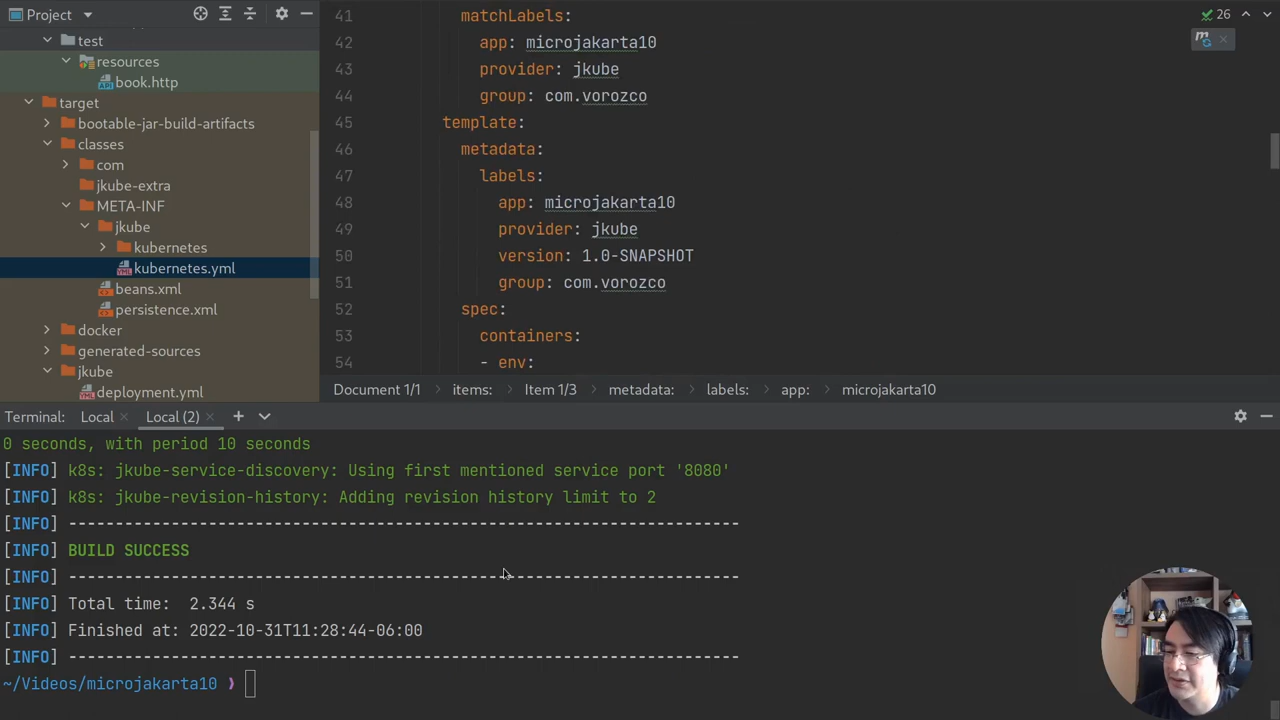 Project
test
resources
book.http
target
bootable-jar-build-artifacts
classes
com
jkube-extra
META-INF
jkube
kubernetes
kubernetes.yml
beans.xml
persistence.xml
docker
generated-sources
jkube
deployment.yml
26
41 matchLabels:
42 app: microjakarta10
43 provider: jkube
44 group: com.vorozco
45 template:
46 metadata:
47 labels:
48 app: microjakarta10
49 provider: jkube
50 version: 1.0-SNAPSHOT
51 group: com.vorozco
52 spec:
53 containers:
54 - env:
Document 1/1 items: Item 1/3 metadata: labels: app: microjakarta10
Terminal: Local Local (2)
0 seconds, with period 10 seconds
[INFO] k8s: jkube-service-discovery: Using first mentioned service port '8080'
[INFO] k8s: jkube-revision-history: Adding revision history limit to 2
[INFO] ------------------------------------------------------------------------
[INFO] BUILD SUCCESS
[INFO] ------------------------------------------------------------------------
[INFO] Total time:  2.344 s
[INFO] Finished at: 2022-10-31T11:28:44-06:00
[INFO] ------------------------------------------------------------------------
~/Videos/microjakarta10 ❯